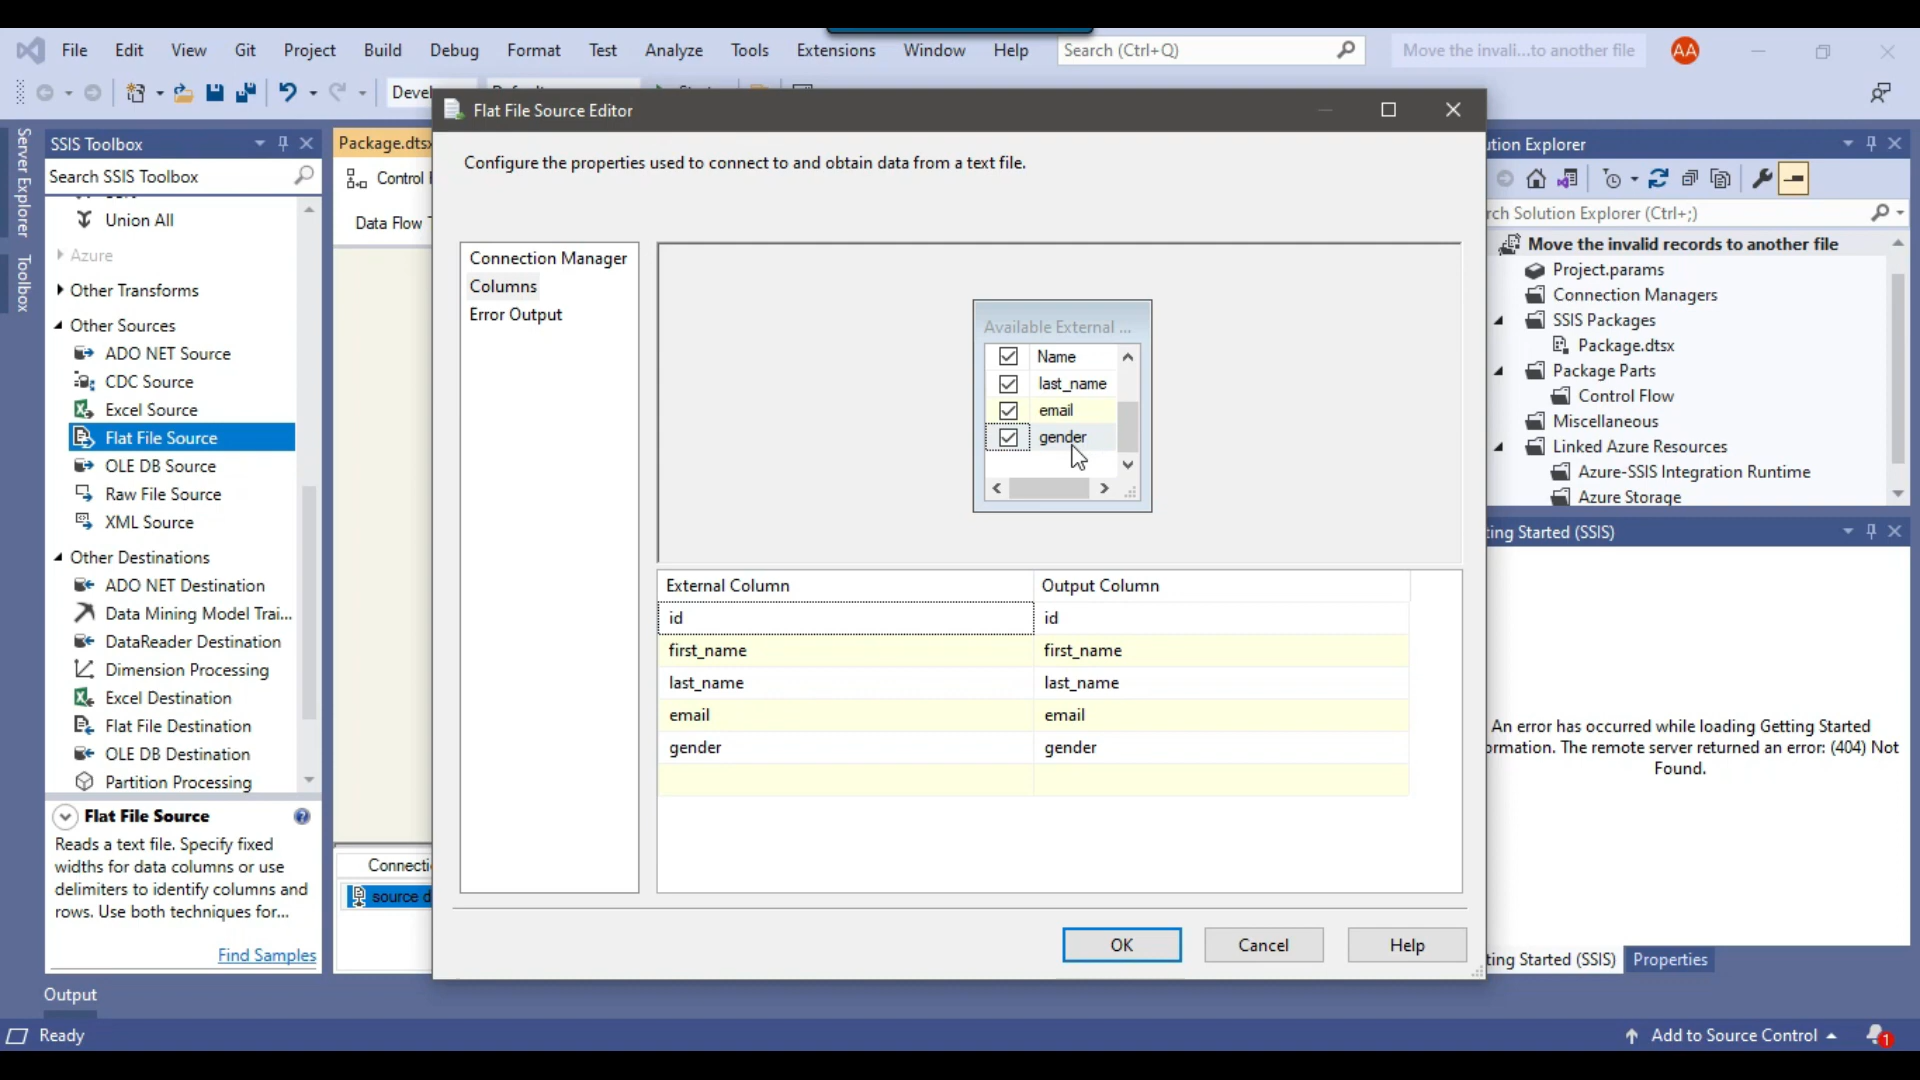 File Edit View Git Project Build Debug Format Test Analyze Tools Extensions Window Help Search (Ctrl+Q) Move the invali...to another file AA
Flat File Source Editor
Configure the properties used to connect to and obtain data from a text file.
Connection Manager
Columns
Error Output
Available External ...
Name
last_name
email
gender
External Column Output Column
id id
first_name first_name
last_name last_name
email email
gender gender
OK Cancel Help
Server Explorer
Toolbox
SSIS Toolbox
Search SSIS Toolbox
Union All
Azure
Other Transforms
Other Sources
ADO NET Source
CDC Source
Excel Source
Flat File Source
OLE DB Source
Raw File Source
XML Source
Other Destinations
ADO NET Destination
Data Mining Model Trai...
DataReader Destination
Dimension Processing
Excel Destination
Flat File Destination
OLE DB Destination
Partition Processing
Flat File Source
Reads a text file. Specify fixed
widths for data columns or use
delimiters to identify columns and
rows. Use both techniques for...
Find Samples
Package.dtsx
Control
Data Flow
source d
Solution Explorer (Ctrl+;)
Move the invalid records to another file
Project.params
Connection Managers
SSIS Packages
Package.dtsx
Package Parts
Control Flow
Miscellaneous
Linked Azure Resources
Azure-SSIS Integration Runtime
Azure Storage
ting Started (SSIS)
An error has occurred while loading Getting Started
ormation. The remote server returned an error: (404) Not
Found.
ting Started (SSIS) Properties
Output
Ready
Add to Source Control
1